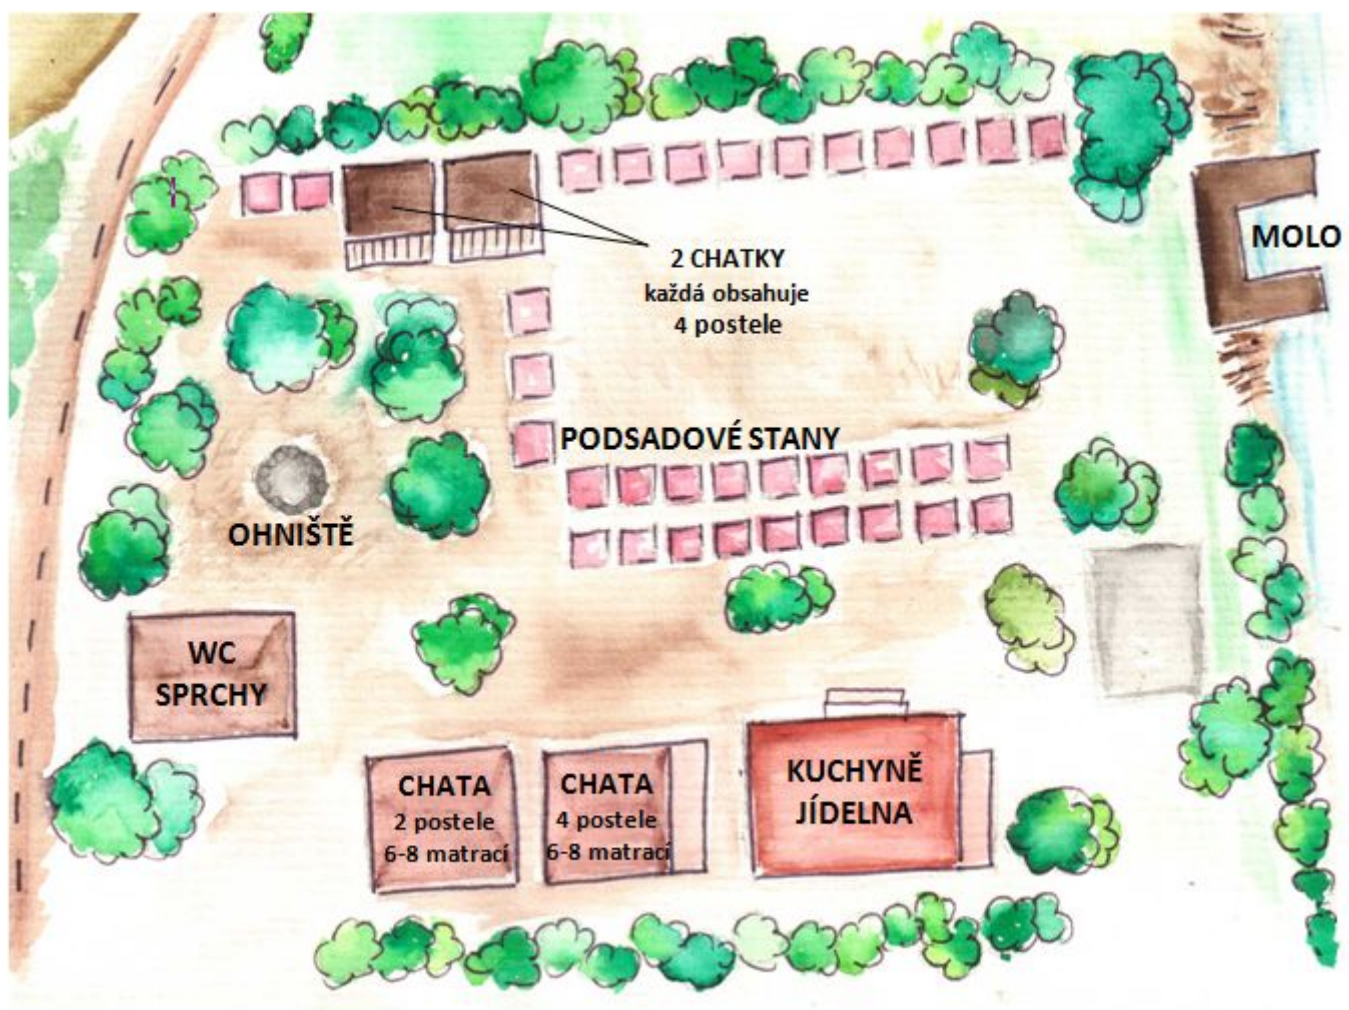 MOLO
2 CHATKY
každá obsahuje
4 postele
PODSADOVÉ STANY
OHNIŠTĚ
WC
SPRCHY
CHATA
2 postele
6-8 matrací
CHATA
4 postele
6-8 matrací
KUCHYNĚ
JÍDELNA